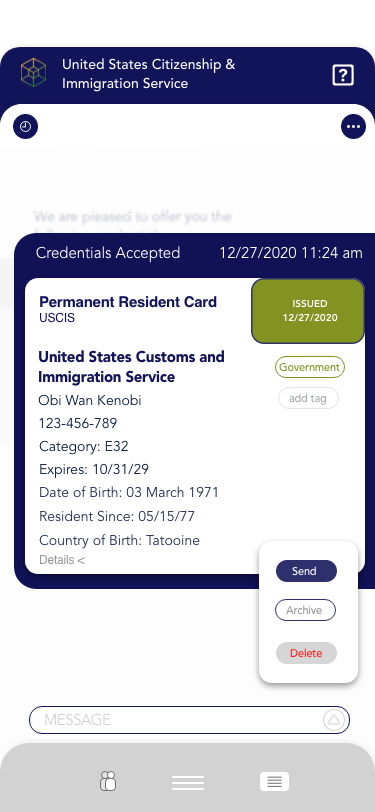 United States Citizenship &
Immigration Service
?
We are pleased to offer you the
Credentials Accepted 12/27/2020 11:24 am
Permanent Resident Card
USCIS
ISSUED
12/27/2020
United States Customs and
Immigration Service
Government
add tag
Obi Wan Kenobi
123-456-789
Category: E32
Expires: 10/31/29
Date of Birth: 03 March 1971
Resident Since: 05/15/77
Country of Birth: Tatooine
Details <
Send
Archive
Delete
MESSAGE